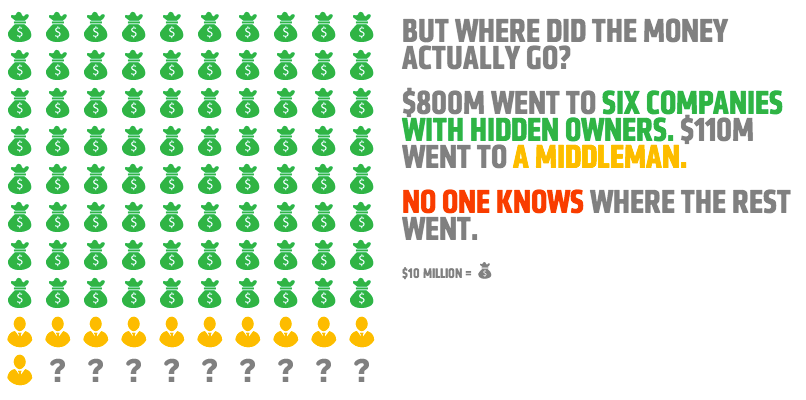 BUT WHERE DID THE MONEY
ACTUALLY GO?
$800M WENT TO SIX COMPANIES
WITH HIDDEN OWNERS. $110M
WENT TO A MIDDLEMAN.
NO ONE KNOWS WHERE THE REST
WENT.
$10 MILLION =